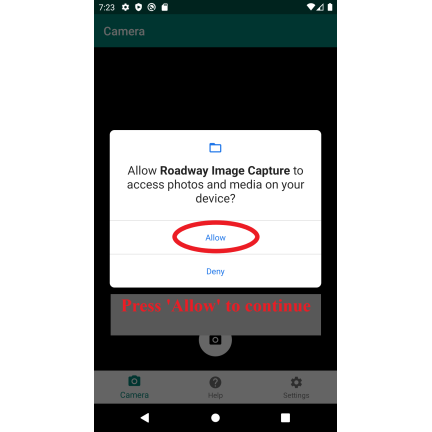 7:23
Camera
Allow Roadway Image Capture to
access photos and media on your
device?
Allow
Deny
Press 'Allow' to continue
Camera
Help
Settings